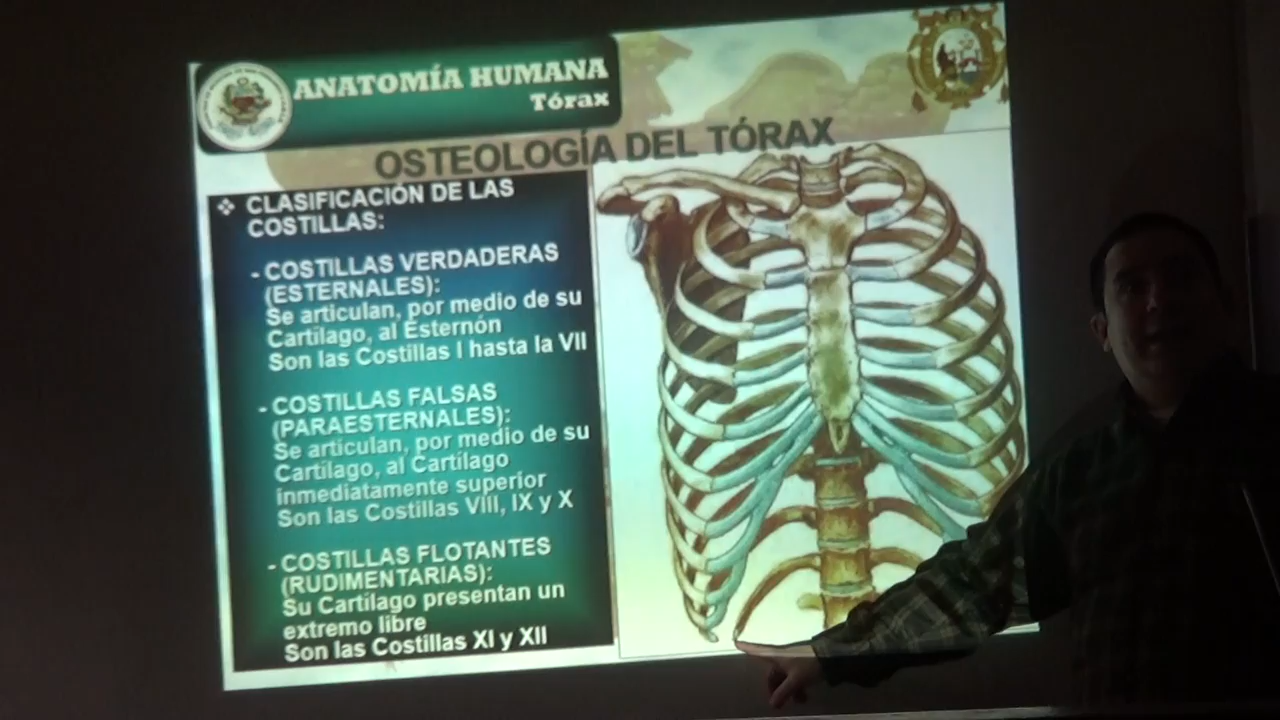 ANATOMÍA HUMANA
Tórax
OSTEOLOGÍA DEL TÓRAX
❖ CLASIFICACIÓN DE LAS
COSTILLAS:
- COSTILLAS VERDADERAS
(ESTERNALES):
Se articulan, por medio de su
Cartílago, al Esternón
Son las Costillas I hasta la VII
- COSTILLAS FALSAS
(PARAESTERNALES):
Se articulan, por medio de su
Cartílago, al Cartílago
inmediatamente superior
Son las Costillas VIII, IX y X
- COSTILLAS FLOTANTES
(RUDIMENTARIAS):
Su Cartílago presentan un
extremo libre
Son las Costillas XI y XII